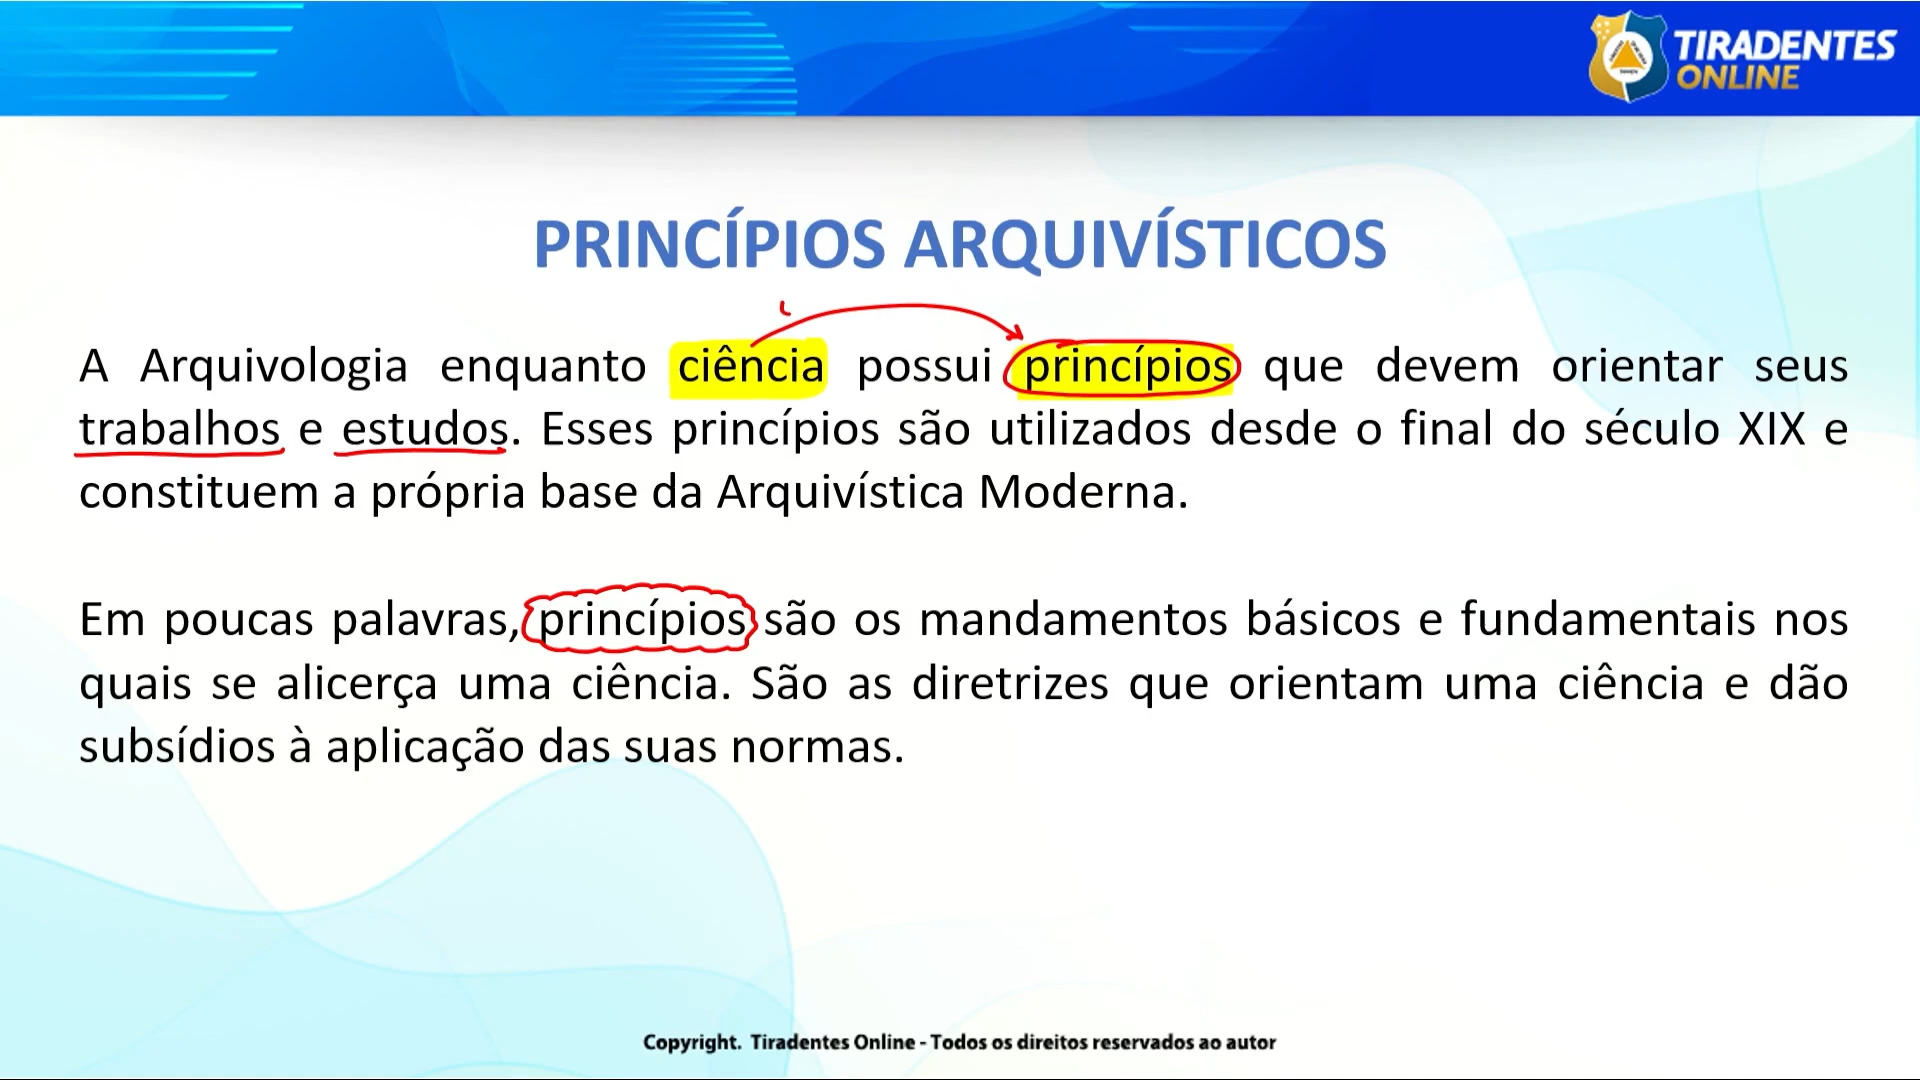 TIRADENTES
ONLINE
PRINCÍPIOS ARQUIVÍSTICOS
A Arquivologia enquanto ciência possui princípios que devem orientar seus
trabalhos e estudos. Esses princípios são utilizados desde o final do século XIX e
constituem a própria base da Arquivística Moderna.
Em poucas palavras, princípios são os mandamentos básicos e fundamentais nos
quais se alicerça uma ciência. São as diretrizes que orientam uma ciência e dão
subsídios à aplicação das suas normas.
Copyright. Tiradentes Online - Todos os direitos reservados ao autor